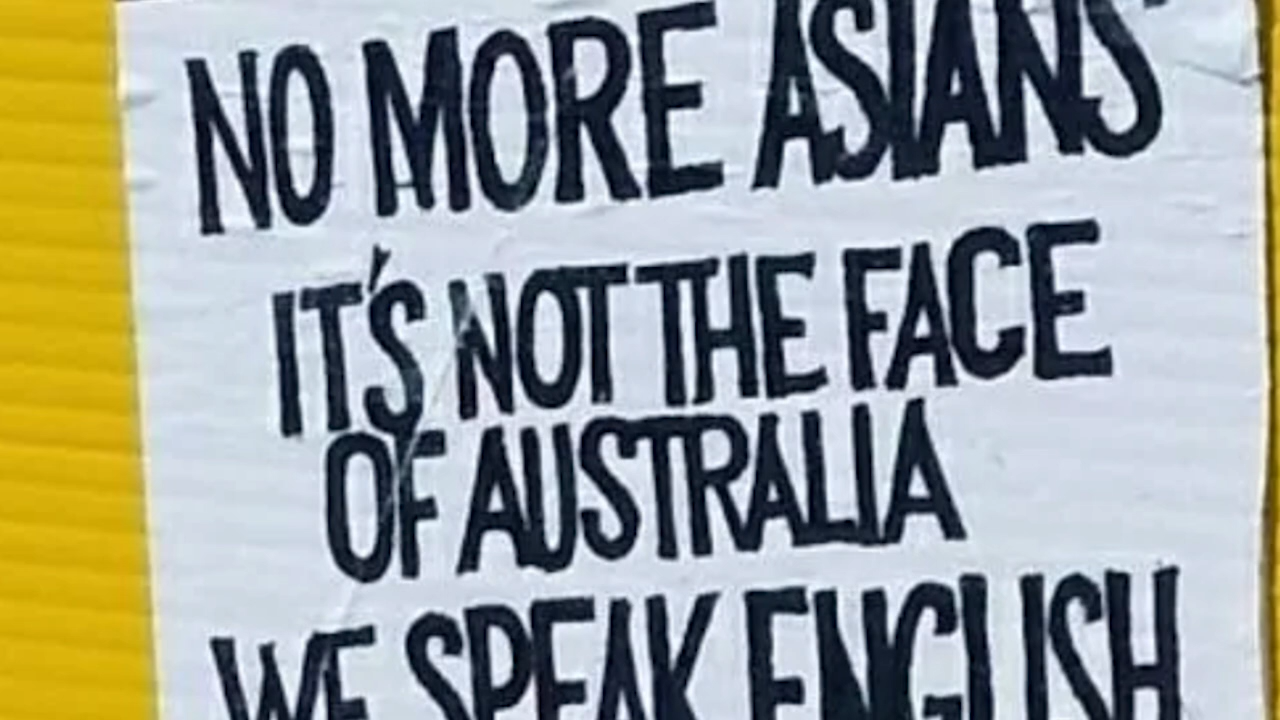 NO MORE ASIANS
IT'S NOT THE FACE
OF AUSTRALIA
WE SPEAK ENGLISH